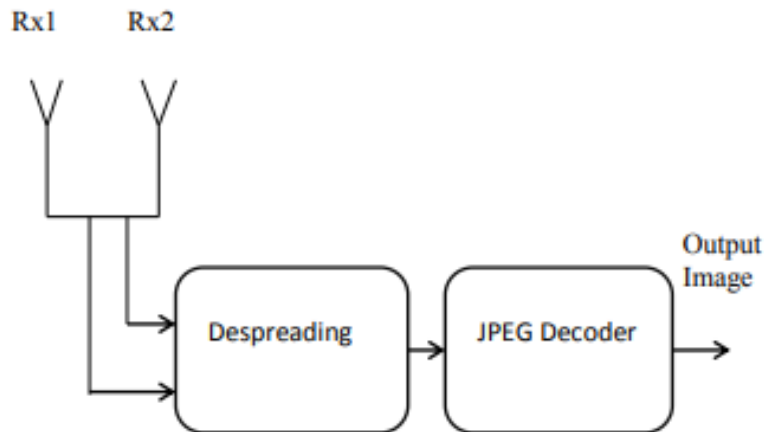 Rx1
Rx2
Output
Image
Despreading
JPEG Decoder